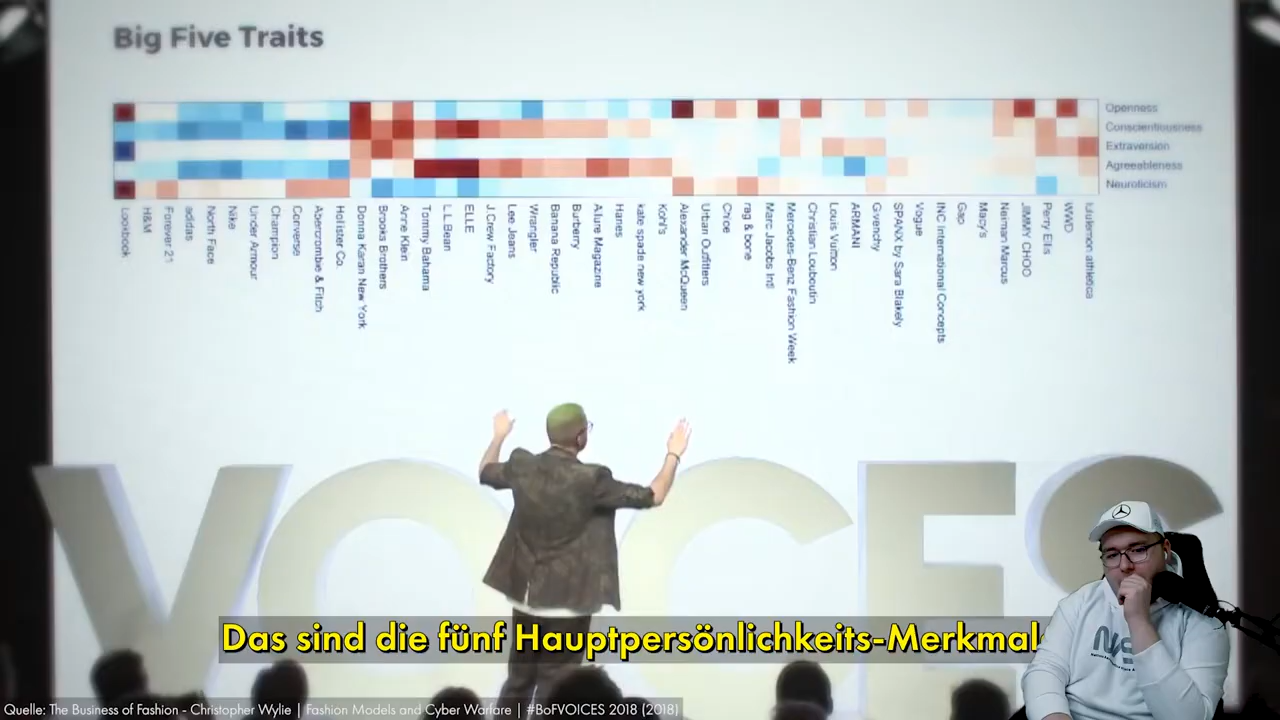 Big Five Traits
Openness
Conscientiousness
Extraversion
Agreeableness
Neuroticism
Lookbook
H&M
Forever 21
adidas
North Face
Nike
Under Armour
Champion
Converse
Abercrombie & Fitch
Hollister Co.
Donna Karan New York
Brooks Brothers
Anne Klein
Tommy Bahama
L.L.Bean
ELLE
J.Crew Factory
Lee Jeans
Wrangler
Banana Republic
Burberry
Allure Magazine
Hanes
kate spade new york
Kohl's
Alexander McQueen
Urban Outfitters
Chloe
rag & bone
Marc Jacobs Intl
Mercedes-Benz Fashion Week
Christian Louboutin
Louis Vuitton
ARMANI
Givenchy
SPANX by Sara Blakely
Vogue
INC International Concepts
Gap
Macy's
Neiman Marcus
JIMMY CHOO
Perry Ellis
WWD
lululemon athletica
VOICES
Das sind die fünf Hauptpersönlichkeits-Merkmal
Quelle: The Business of Fashion - Christopher Wylie | Fashion Models and Cyber Warfare | #BoFVOICES 2018 (2018)